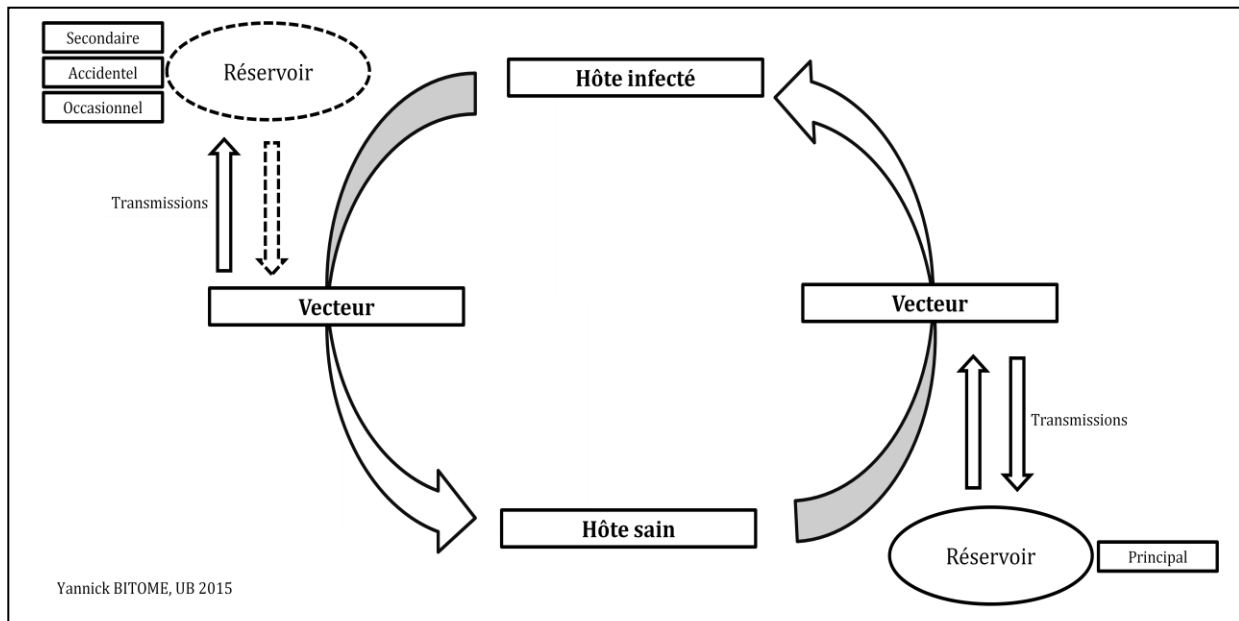 Secondaire
Accidentel
Occasionnel
Réservoir
Hôte infecté
Transmissions
Vecteur
Vecteur
Transmissions
Hôte sain
Réservoir
Principal
Yannick BITOME, UB 2015